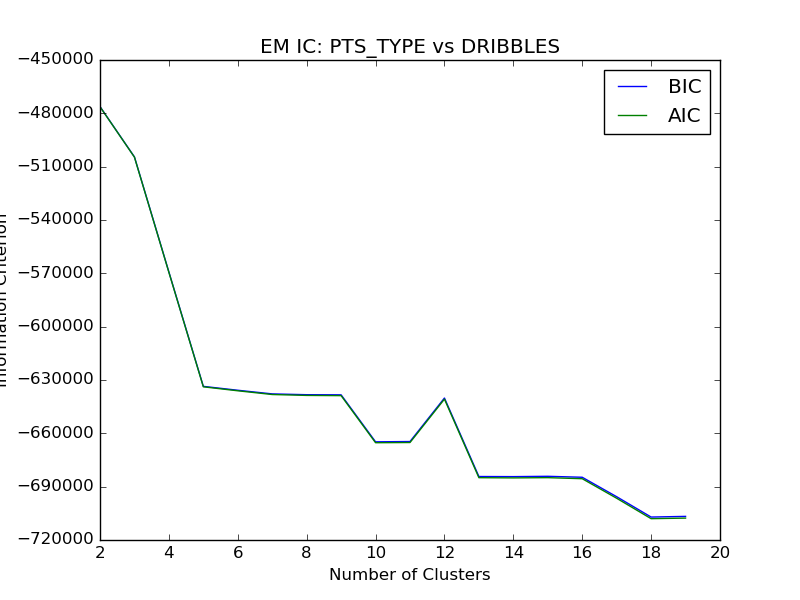 EM IC: PTS_TYPE vs DRIBBLES
BIC
AIC
−450000
−480000
−510000
−540000
−570000
−600000
−630000
−660000
−690000
−720000
Information Criterion
2 4 6 8 10 12 14 16 18 20
Number of Clusters